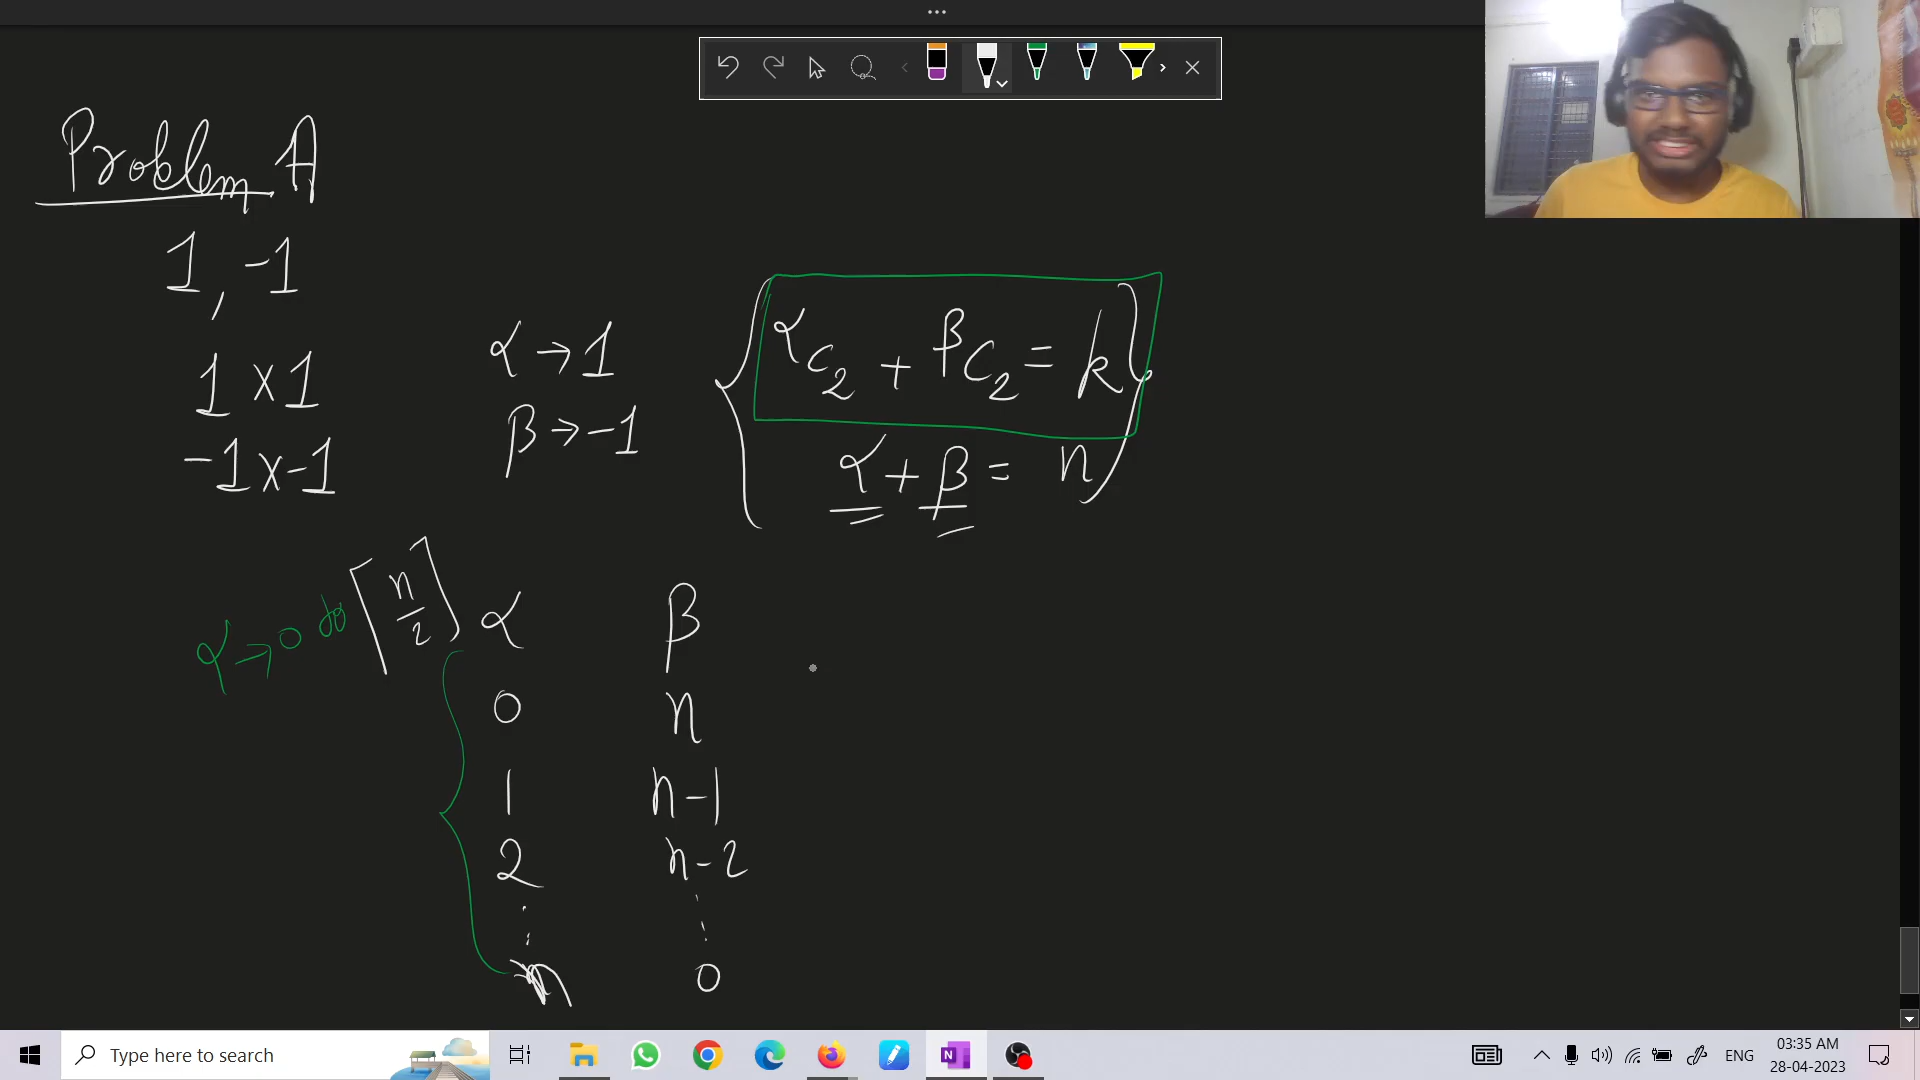 Problem A
1, -1
1 x 1
-1 x -1
α → 1
β → -1
αC2 + βC2 = k
α + β = n
α → 0 to ⌈n/2⌉
α β
0 n
1 n-1
2 n-2
⋮ ⋮
n 0
Type here to search
ENG
03:35 AM
28-04-2023